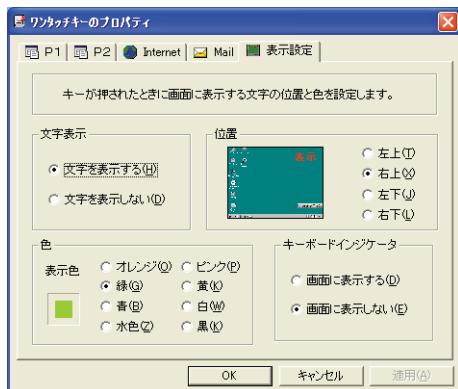 ワンタッチキーのプロパティ
P1 P2 Internet Mail 表示設定
キーが押されたときに画面に表示する文字の位置と色を設定します。
文字表示
文字を表示する(H)
文字を表示しない(D)
位置
表示
左上(T)
右上(X)
左下(J)
右下(L)
色
表示色
オレンジ(O) ピンク(P)
緑(G) 黄(K)
青(B) 白(W)
水色(Z) 黒(K)
キーボードインジケータ
画面に表示する(D)
画面に表示しない(E)
OK キャンセル 適用(A)